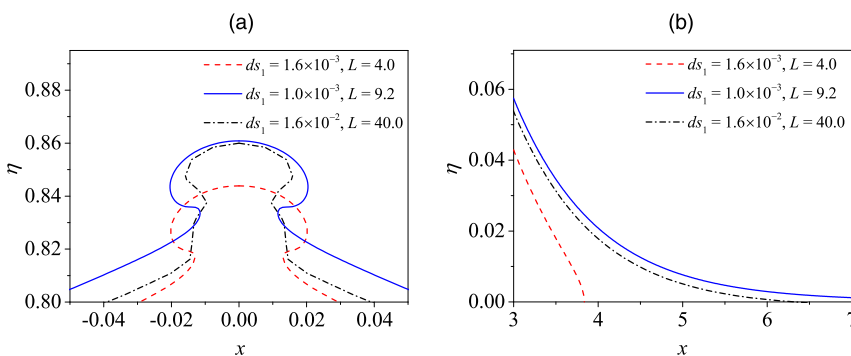 (a)
(b)
ds₁ = 1.6×10⁻³, L = 4.0
ds₁ = 1.0×10⁻³, L = 9.2
ds₁ = 1.6×10⁻², L = 40.0
0.88
0.86
0.84
0.82
0.80
η
-0.04 -0.02 0.00 0.02 0.04
x
ds₁ = 1.6×10⁻³, L = 4.0
ds₁ = 1.0×10⁻³, L = 9.2
ds₁ = 1.6×10⁻², L = 40.0
0.06
0.04
0.02
0.00
η
3 4 5 6 7
x